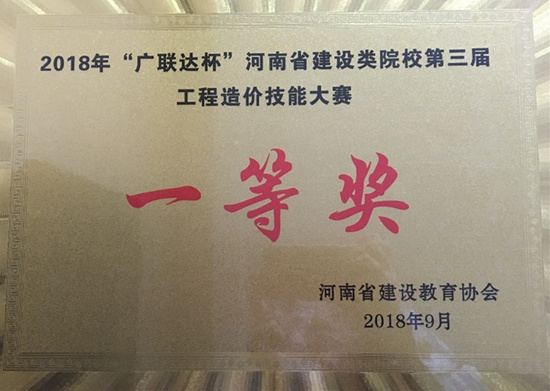 2018年“广联达杯”河南省建设类院校第三届
工程造价技能大赛
一等奖
河南省建设教育协会
2018年9月